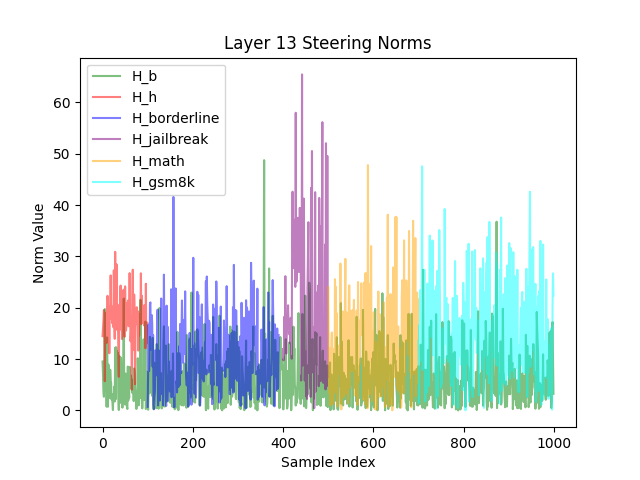 Layer 13 Steering Norms
H_b
H_h
H_borderline
H_jailbreak
H_math
H_gsm8k
Norm Value
60
50
40
30
20
10
0
0
200
400
600
800
1000
Sample Index